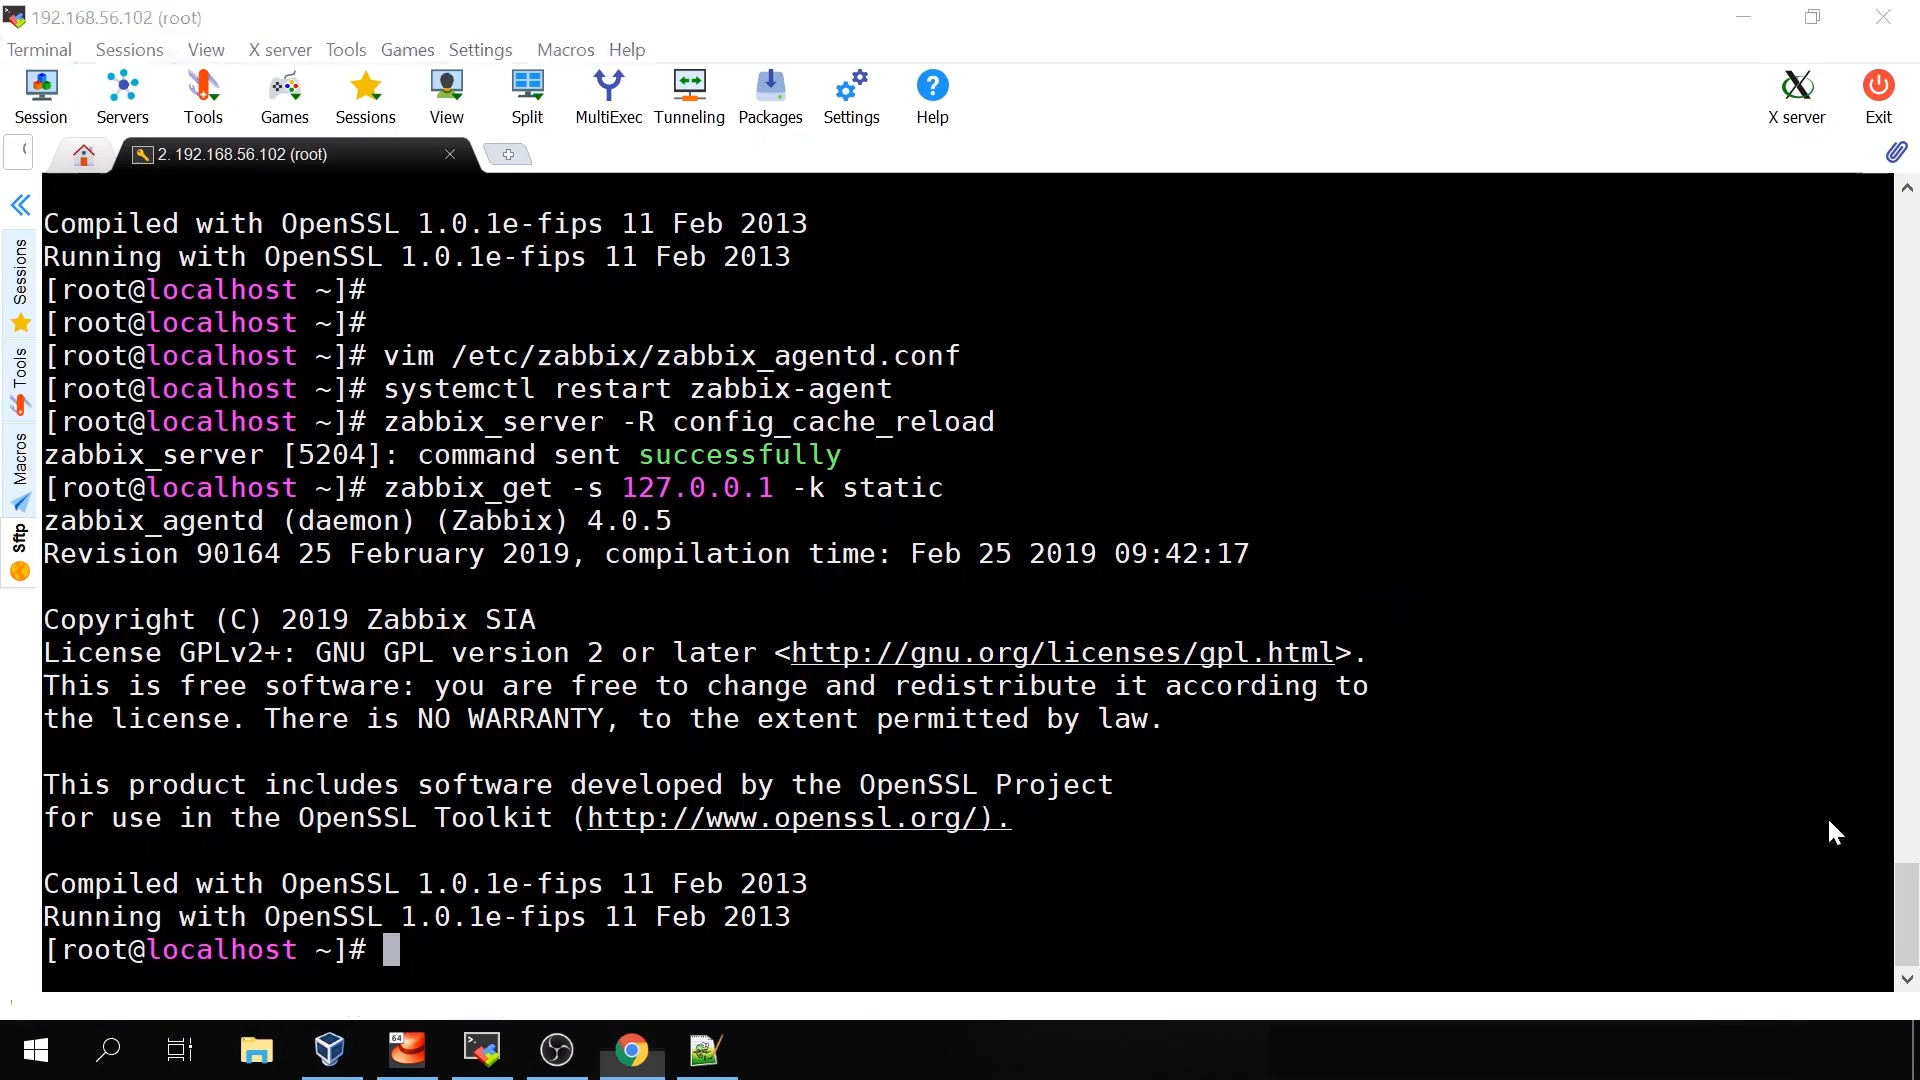 192.168.56.102 (root)
Terminal Sessions View X server Tools Games Settings Macros Help
Session Servers Tools Games Sessions View Split MultiExec Tunneling Packages Settings Help X server Exit
2. 192.168.56.102 (root)
Sessions
Tools
Macros
Sftp
Compiled with OpenSSL 1.0.1e-fips 11 Feb 2013
Running with OpenSSL 1.0.1e-fips 11 Feb 2013
[root@localhost ~]#
[root@localhost ~]#
[root@localhost ~]# vim /etc/zabbix/zabbix_agentd.conf
[root@localhost ~]# systemctl restart zabbix-agent
[root@localhost ~]# zabbix_server -R config_cache_reload
zabbix_server [5204]: command sent successfully
[root@localhost ~]# zabbix_get -s 127.0.0.1 -k static
zabbix_agentd (daemon) (Zabbix) 4.0.5
Revision 90164 25 February 2019, compilation time: Feb 25 2019 09:42:17
Copyright (C) 2019 Zabbix SIA
License GPLv2+: GNU GPL version 2 or later <http://gnu.org/licenses/gpl.html>.
This is free software: you are free to change and redistribute it according to
the license. There is NO WARRANTY, to the extent permitted by law.
This product includes software developed by the OpenSSL Project
for use in the OpenSSL Toolkit (http://www.openssl.org/).
Compiled with OpenSSL 1.0.1e-fips 11 Feb 2013
Running with OpenSSL 1.0.1e-fips 11 Feb 2013
[root@localhost ~]#
64